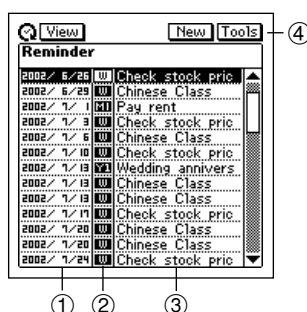 View New Tools ④
Reminder
2002/ 6/26 W Check stock pric
2002/ 6/29 W Chinese Class
2002/ 7/ 1 M1 Pay rent
2002/ 7/ 3 W Check stock pric
2002/ 7/ 6 W Chinese Class
2002/ 7/10 W Check stock pric
2002/ 7/13 Y1 Wedding annivers
2002/ 7/13 W Chinese Class
2002/ 7/13 W Chinese Class
2002/ 7/17 W Check stock pric
2002/ 7/20 W Chinese Class
2002/ 7/20 W Chinese Class
2002/ 7/24 W Check stock pric
① ② ③